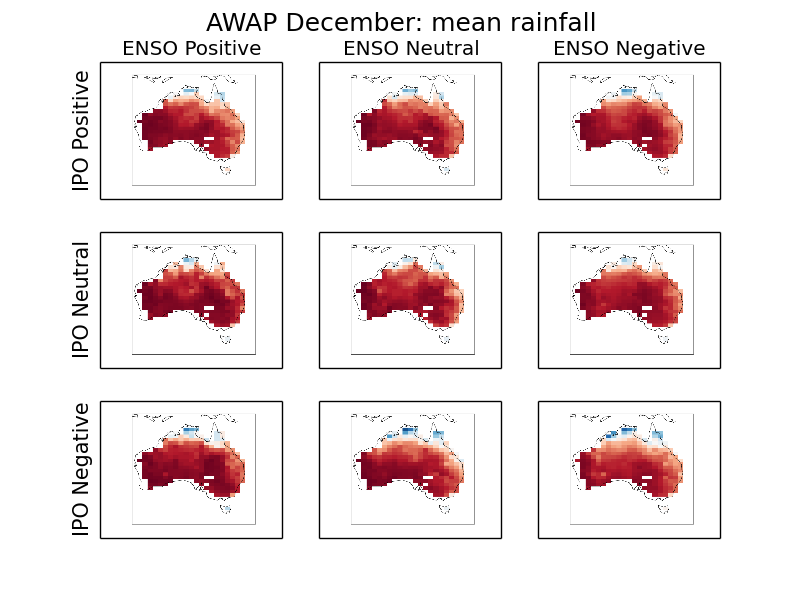 AWAP December: mean rainfall
ENSO Positive ENSO Neutral ENSO Negative
IPO Positive
IPO Neutral
IPO Negative